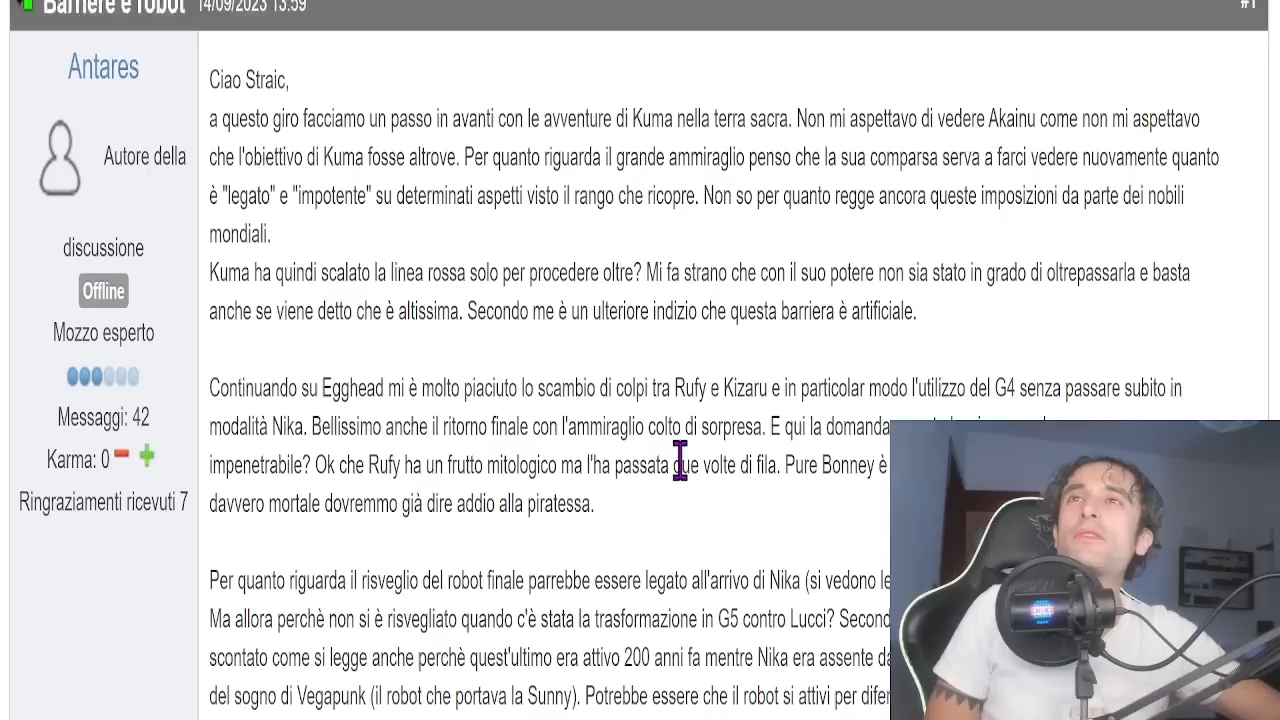 Barriere e robot 14/09/2023 13:59 #1
Antares
Autore della
discussione
Offline
Mozzo esperto
Messaggi: 42
Karma: 0
Ringraziamenti ricevuti 7
Ciao Straic,
a questo giro facciamo un passo in avanti con le avventure di Kuma nella terra sacra. Non mi aspettavo di vedere Akainu come non mi aspettavo
che l'obiettivo di Kuma fosse altrove. Per quanto riguarda il grande ammiraglio penso che la sua comparsa serva a farci vedere nuovamente quanto
è "legato" e "impotente" su determinati aspetti visto il rango che ricopre. Non so per quanto regge ancora queste imposizioni da parte dei nobili
mondiali.
Kuma ha quindi scalato la linea rossa solo per procedere oltre? Mi fa strano che con il suo potere non sia stato in grado di oltrepassarla e basta
anche se viene detto che è altissima. Secondo me è un ulteriore indizio che questa barriera è artificiale.
Continuando su Egghead mi è molto piaciuto lo scambio di colpi tra Rufy e Kizaru e in particolar modo l'utilizzo del G4 senza passare subito in
modalità Nika. Bellissimo anche il ritorno finale con l'ammiraglio colto di sorpresa. E qui la domanda
impenetrabile? Ok che Rufy ha un frutto mitologico ma l'ha passata due volte di fila. Pure Bonney è
davvero mortale dovremmo già dire addio alla piratessa.
Per quanto riguarda il risveglio del robot finale parrebbe essere legato all'arrivo di Nika (si vedono le
Ma allora perchè non si è risvegliato quando c'è stata la trasformazione in G5 contro Lucci? Second
scontato come si legge anche perchè quest'ultimo era attivo 200 anni fa mentre Nika era assente da
del sogno di Vegapunk (il robot che portava la Sunny). Potrebbe essere che il robot si attivi per difer